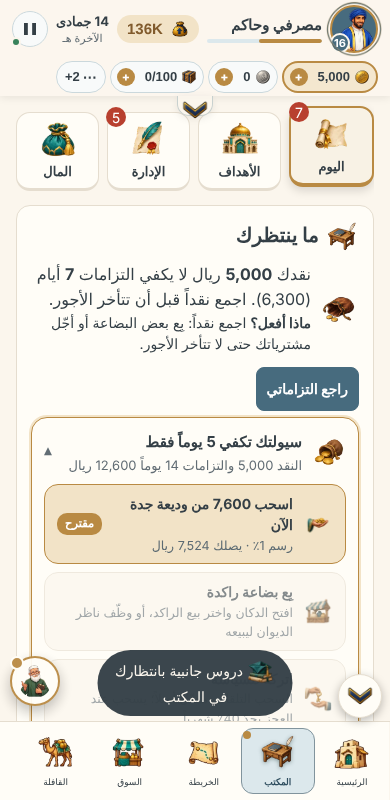 مصرفي وحاكم
16
136K
14 جمادى
الآخرة هـ
5,000 +
0 +
0/100 +
+2 ···
7
اليوم
الأهداف
5
الإدارة
المال
ما ينتظرك
نقدك 5,000 ريال لا يكفي التزامات 7 أيام
(6,300). اجمع نقداً قبل أن تتأخر الأجور.
ماذا أفعل؟ اجمع نقداً: بِع بعض البضاعة أو أجّل
مشترياتك حتى لا تتأخر الأجور.
راجع التزاماتي
سيولتك تكفي 5 يوماً فقط
▲
النقد 5,000 والتزامات 14 يوماً 12,600 ريال
اسحب 7,600 من وديعة جدة
الآن
مقترح
رسم 1٪ · يصلك 7,524 ريال
بِع بضاعة راكدة
افتح الدكان واختر بيع الراكد، أو وظّف ناظر
الديوان ليبيعه
دروس جانبية بانتظارك
في المكتب
الرئيسية
المكتب
الخريطة
السوق
القافلة